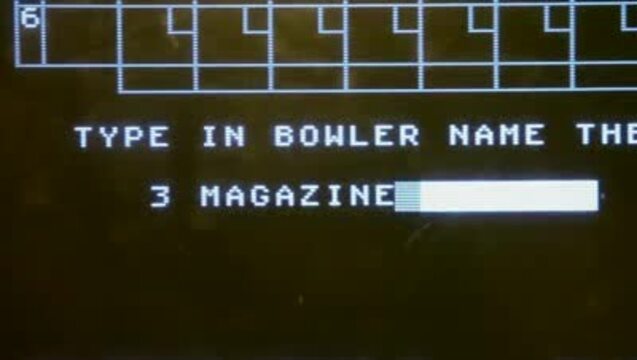 6
TYPE IN BOWLER NAME THE
3 MAGAZINE